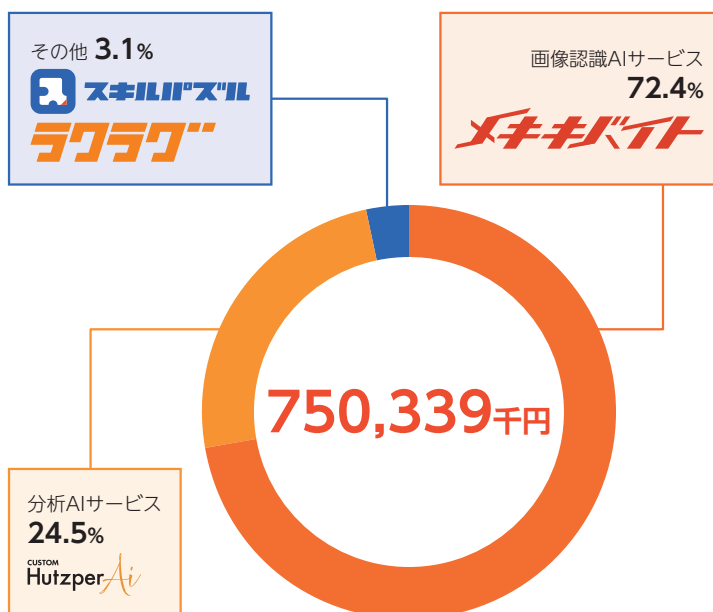 その他 3.1%
スキルパズル
ラクラグ
画像認識AIサービス
72.4%
メキキバイト
750,339千円
分析AIサービス
24.5%
CUSTOM
Hutzper Ai